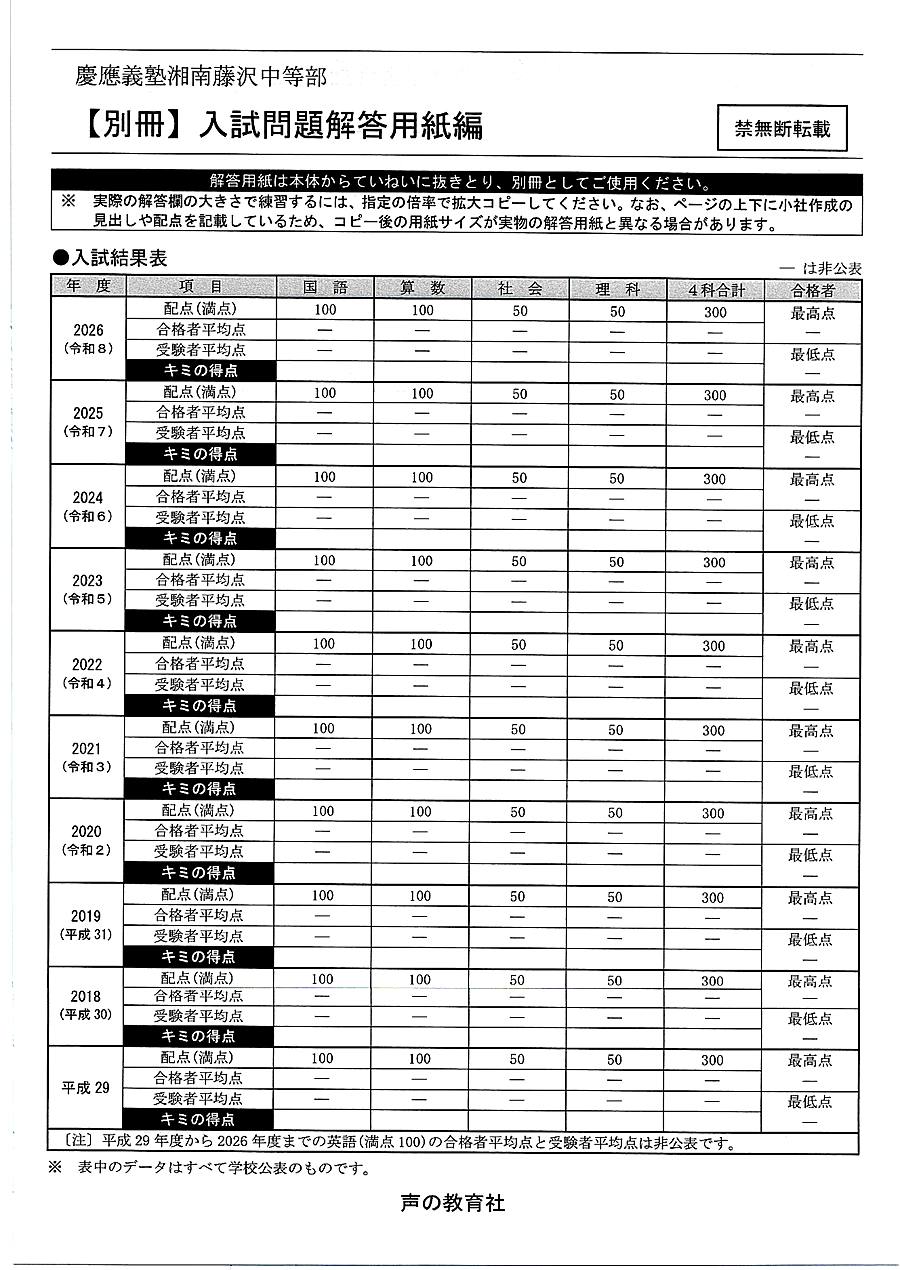 慶應義塾湘南藤沢中等部
【別冊】入試問題解答用紙編
禁無断転載
解答用紙は本体からていねいに抜きとり、別冊としてご使用ください。
※ 実際の解答欄の大きさで練習するには、指定の倍率で拡大コピーしてください。なお、ページの上下に小社作成の
見出しや配点を記載しているため、コピー後の用紙サイズが実物の解答用紙と異なる場合があります。
●入試結果表
― は非公表
年 度 項 目 国 語 算 数 社 会 理 科 4科合計 合格者
2026 (令和8) 配点(満点) 100 100 50 50 300 最高点
合格者平均点 ― ― ― ― ― ―
受験者平均点 ― ― ― ― ― 最低点
キミの得点 ―
2025 (令和7) 配点(満点) 100 100 50 50 300 最高点
合格者平均点 ― ― ― ― ― ―
受験者平均点 ― ― ― ― ― 最低点
キミの得点 ―
2024 (令和6) 配点(満点) 100 100 50 50 300 最高点
合格者平均点 ― ― ― ― ― ―
受験者平均点 ― ― ― ― ― 最低点
キミの得点 ―
2023 (令和5) 配点(満点) 100 100 50 50 300 最高点
合格者平均点 ― ― ― ― ― ―
受験者平均点 ― ― ― ― ― 最低点
キミの得点 ―
2022 (令和4) 配点(満点) 100 100 50 50 300 最高点
合格者平均点 ― ― ― ― ― ―
受験者平均点 ― ― ― ― ― 最低点
キミの得点 ―
2021 (令和3) 配点(満点) 100 100 50 50 300 最高点
合格者平均点 ― ― ― ― ― ―
受験者平均点 ― ― ― ― ― 最低点
キミの得点 ―
2020 (令和2) 配点(満点) 100 100 50 50 300 最高点
合格者平均点 ― ― ― ― ― ―
受験者平均点 ― ― ― ― ― 最低点
キミの得点 ―
2019 (平成31) 配点(満点) 100 100 50 50 300 最高点
合格者平均点 ― ― ― ― ― ―
受験者平均点 ― ― ― ― ― 最低点
キミの得点 ―
2018 (平成30) 配点(満点) 100 100 50 50 300 最高点
合格者平均点 ― ― ― ― ― ―
受験者平均点 ― ― ― ― ― 最低点
キミの得点 ―
平成29 配点(満点) 100 100 50 50 300 最高点
合格者平均点 ― ― ― ― ― ―
受験者平均点 ― ― ― ― ― 最低点
キミの得点 ―
〔注〕平成29年度から2026年度までの英語(満点100)の合格者平均点と受験者平均点は非公表です。
※ 表中のデータはすべて学校公表のものです。
声の教育社